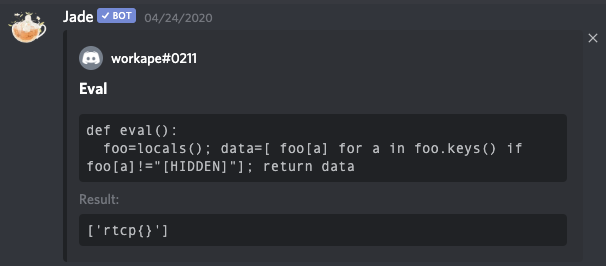 Jade ✓ BOT 04/24/2020
workape#0211
Eval
def eval():
  foo=locals(); data=[ foo[a] for a in foo.keys() if
foo[a]!="[HIDDEN]"]; return data
Result:
['rtcp{}']